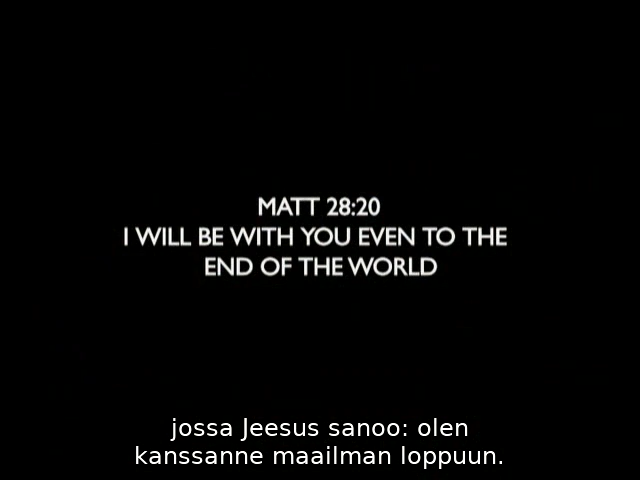 MATT 28:20
I WILL BE WITH YOU EVEN TO THE
END OF THE WORLD
jossa Jeesus sanoo: olen
kanssanne maailman loppuun.